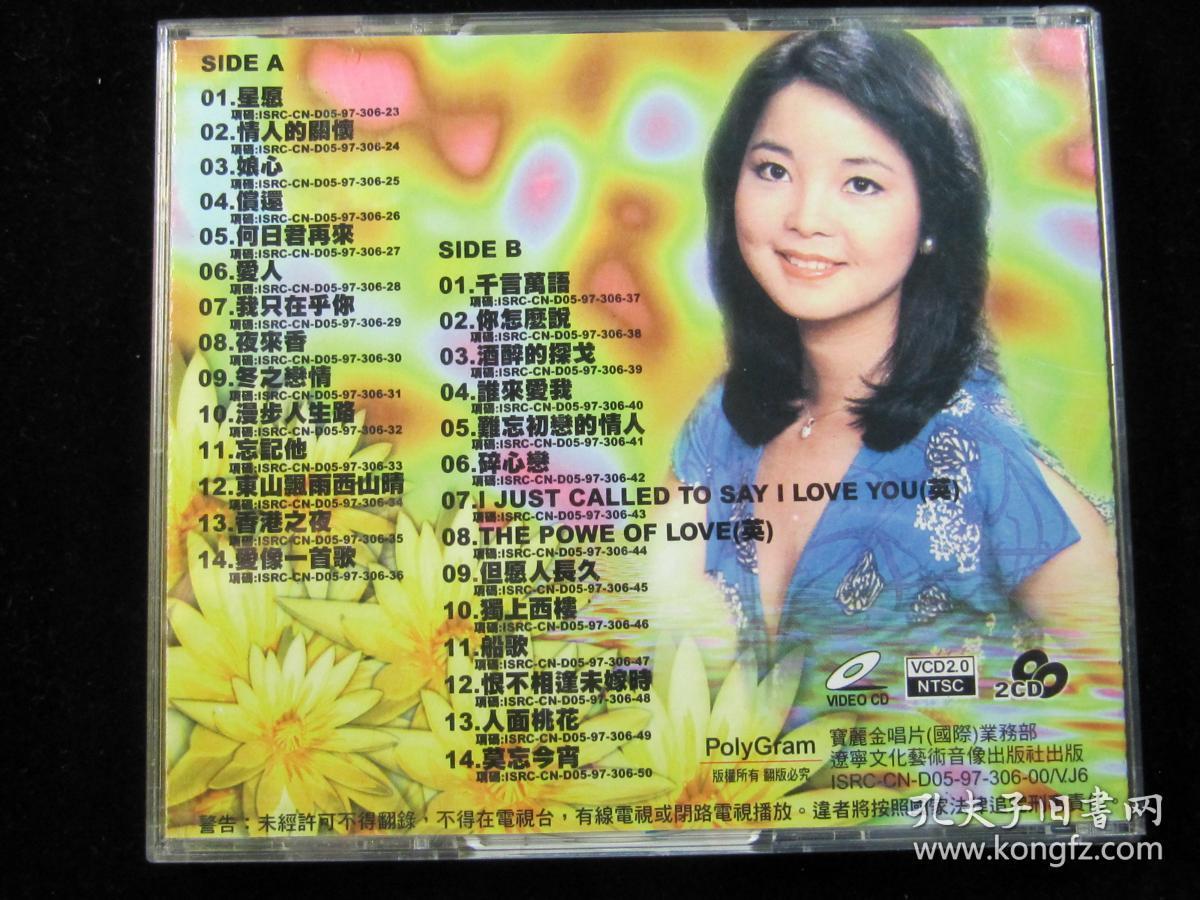 SIDE A
01.星愿
項碼:ISRC-CN-D05-97-306-23
02.情人的關懷
項碼:ISRC-CN-D05-97-306-24
03.娘心
項碼:ISRC-CN-D05-97-306-25
04.償還
項碼:ISRC-CN-D05-97-306-26
05.何日君再來
項碼:ISRC-CN-D05-97-306-27
06.愛人
項碼:ISRC-CN-D05-97-306-28
07.我只在乎你
項碼:ISRC-CN-D05-97-306-29
08.夜來香
項碼:ISRC-CN-D05-97-306-30
09.冬之戀情
項碼:ISRC-CN-D05-97-306-31
10.漫步人生路
項碼:ISRC-CN-D05-97-306-32
11.忘記他
項碼:ISRC-CN-D05-97-306-33
12.東山飄雨西山晴
項碼:ISRC-CN-D05-97-306-34
13.香港之夜
項碼:ISRC-CN-D05-97-306-35
14.愛像一首歌
項碼:ISRC-CN-D05-97-306-36
SIDE B
01.千言萬語
項碼:ISRC-CN-D05-97-306-37
02.你怎麼說
項碼:ISRC-CN-D05-97-306-38
03.酒醉的探戈
項碼:ISRC-CN-D05-97-306-39
04.誰來愛我
項碼:ISRC-CN-D05-97-306-40
05.難忘初戀的情人
項碼:ISRC-CN-D05-97-306-41
06.碎心戀
項碼:ISRC-CN-D05-97-306-42
07.I JUST CALLED TO SAY I LOVE YOU(英)
項碼:ISRC-CN-D05-97-306-43
08.THE POWE OF LOVE(英)
項碼:ISRC-CN-D05-97-306-44
09.但愿人長久
項碼:ISRC-CN-D05-97-306-45
10.獨上西樓
項碼:ISRC-CN-D05-97-306-46
11.船歌
項碼:ISRC-CN-D05-97-306-47
12.恨不相逢未嫁時
項碼:ISRC-CN-D05-97-306-48
13.人面桃花
項碼:ISRC-CN-D05-97-306-49
14.莫忘今宵
項碼:ISRC-CN-D05-97-306-50
VIDEO CD
VCD2.0
NTSC
2CD
PolyGram
版權所有 翻版必究
寶麗金唱片(國際)業務部
遼寧文化藝術音像出版社出版
ISRC-CN-D05-97-306-00/V.J6
警告：未經許可不得翻錄，不得在電視台，有線電視或閉路電視播放。違者將按照國家法律追究刑事責任
孔夫子旧書网
www.kongfz.com